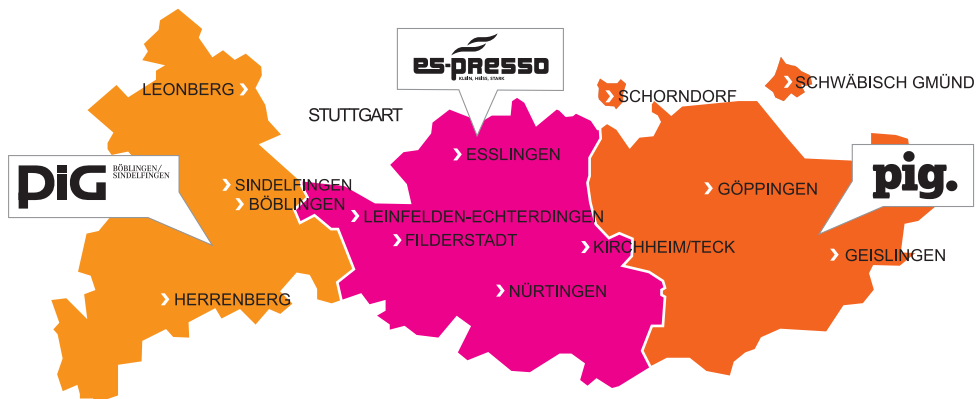 es-presso
KLEIN, HEISS, STARK
LEONBERG
STUTTGART
SCHORNDORF
SCHWÄBISCH GMÜND
ESSLINGEN
PiG
BÖBLINGEN/
SINDELFINGEN
pig.
SINDELFINGEN
BÖBLINGEN
GÖPPINGEN
LEINFELDEN-ECHTERDINGEN
FILDERSTADT
KIRCHHEIM/TECK
GEISLINGEN
HERRENBERG
NÜRTINGEN